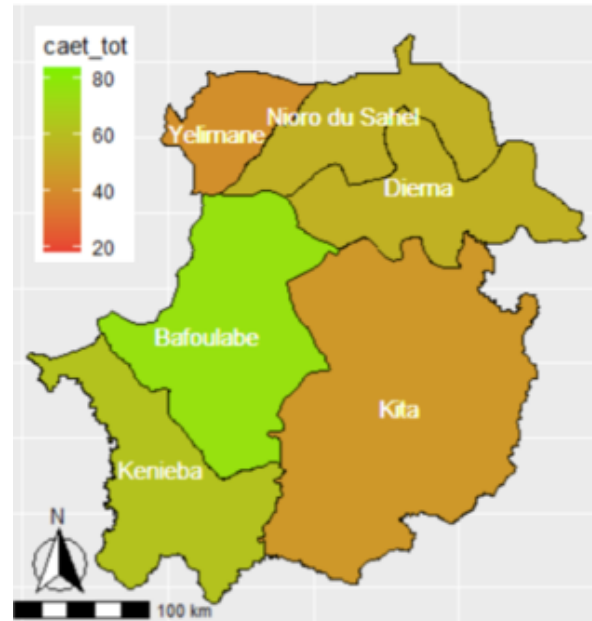 caet_tot
80
60
40
20
Yelimane
Nioro du Sahel
Diema
Bafoulabe
Kita
Kenieba
N
100 km